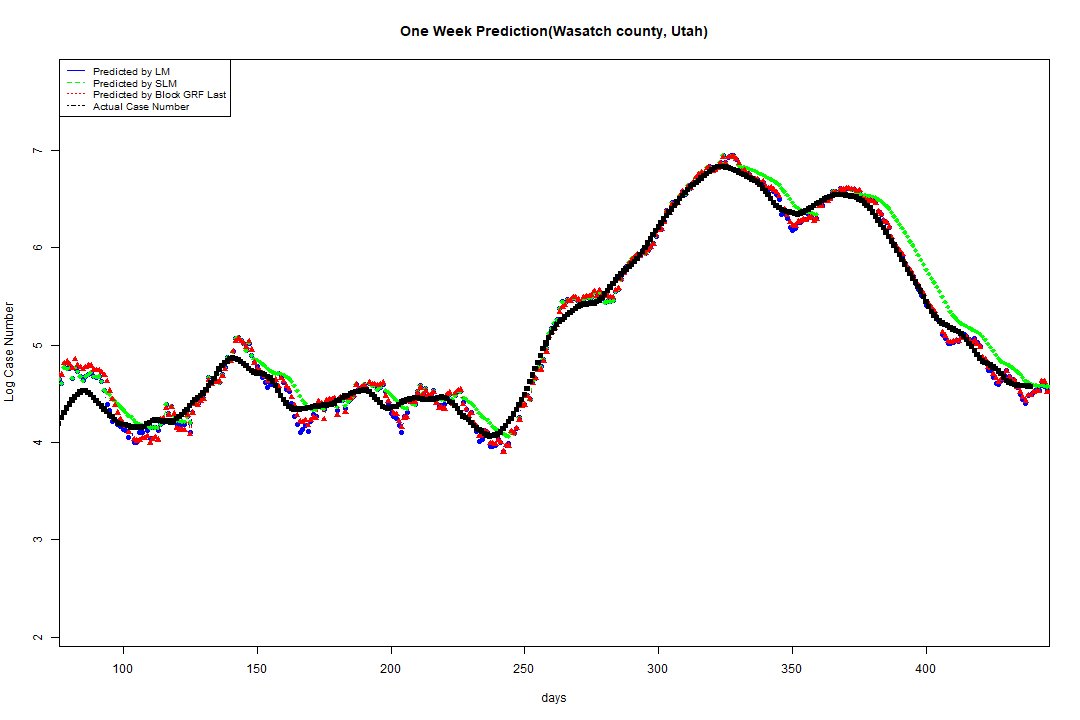 One Week Prediction(Wasatch county, Utah)
Predicted by LM
Predicted by SLM
Predicted by Block GRF Last
Actual Case Number
7
6
5
4
3
2
Log Case Number
100 150 200 250 300 350 400
days